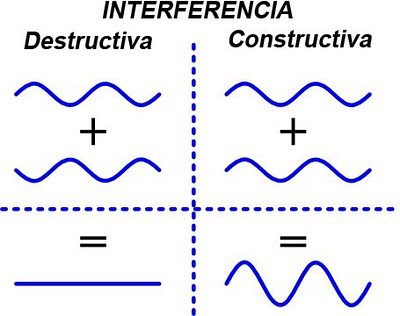 INTERFERENCIA
Destructiva
Constructiva
+
+
=
=